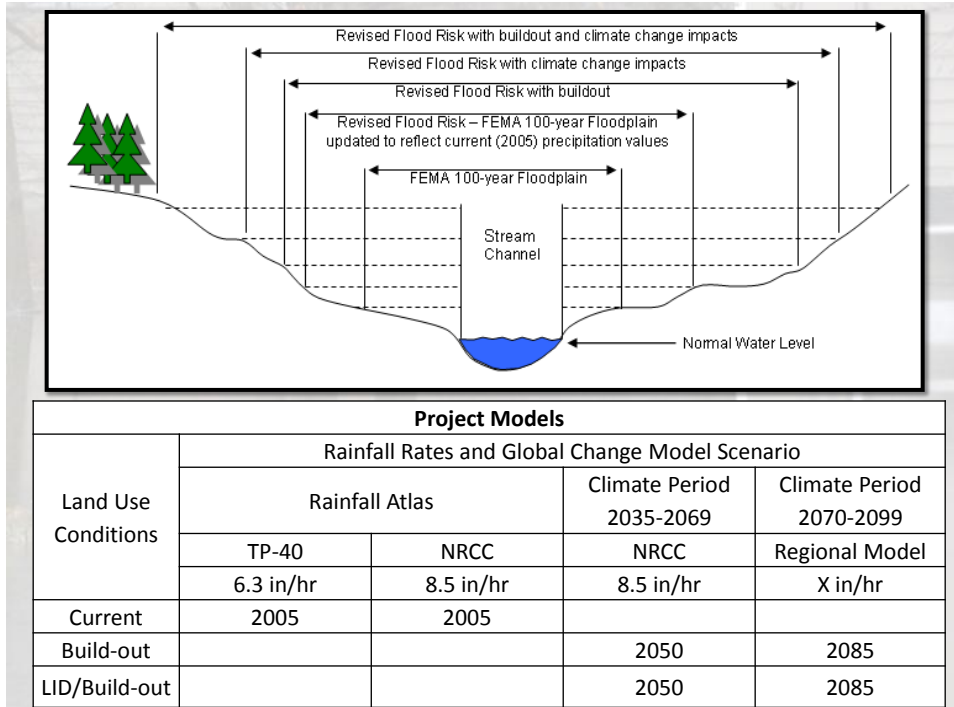 Revised Flood Risk with buildout and climate change impacts
Revised Flood Risk with climate change impacts
Revised Flood Risk with buildout
Revised Flood Risk – FEMA 100-year Floodplain
updated to reflect current (2005) precipitation values
FEMA 100-year Floodplain
Stream
Channel
Normal Water Level
Project Models
Land Use
Conditions
Rainfall Rates and Global Change Model Scenario
Rainfall Atlas
Climate Period
2035-2069
Climate Period
2070-2099
TP-40 NRCC NRCC Regional Model
6.3 in/hr 8.5 in/hr 8.5 in/hr X in/hr
Current 2005 2005
Build-out 2050 2085
LID/Build-out 2050 2085